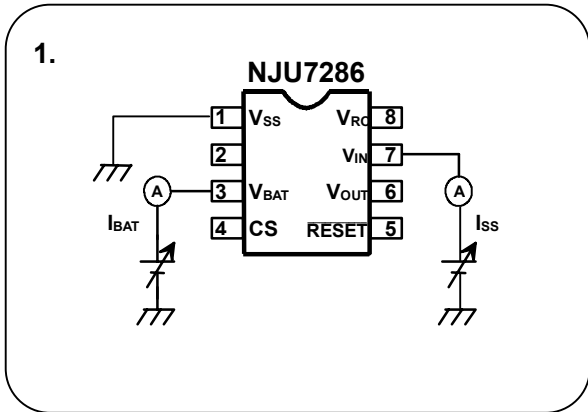 1.
NJU7286
1 VSS VRO 8
2 VIN 7
A 3 VBAT VOUT 6 A
IBAT 4 CS RESET 5 ISS